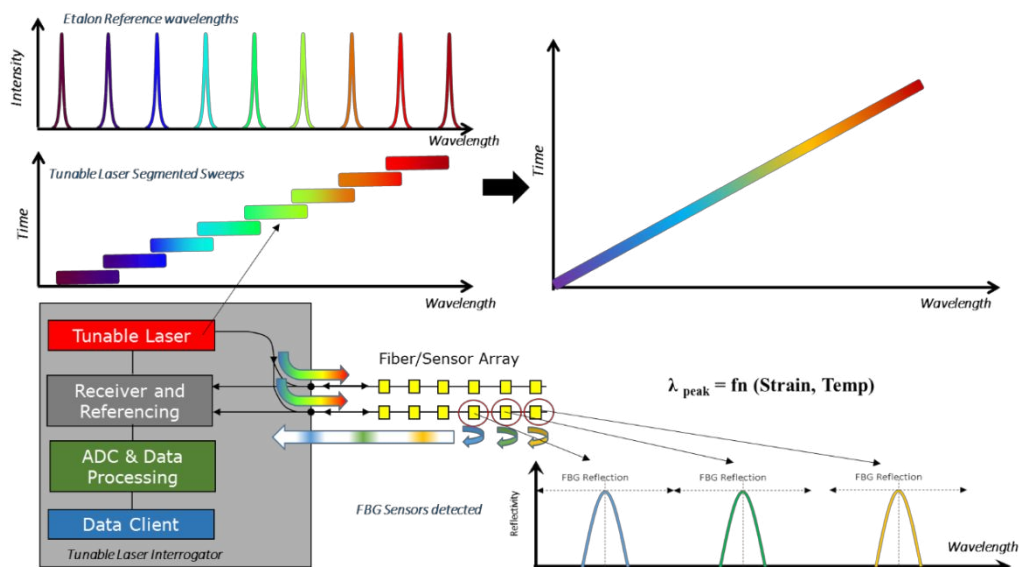 Etalon Reference wavelengths
Intensity
Wavelength
Tunable Laser Segmented Sweeps
Time
Wavelength
Time
Wavelength
Tunable Laser
Receiver and
Referencing
ADC & Data
Processing
Data Client
Tunable Laser Interrogator
Fiber/Sensor Array
λ peak = fn (Strain, Temp)
FBG Sensors detected
Reflectivity
FBG Reflection
FBG Reflection
FBG Reflection
Wavelength